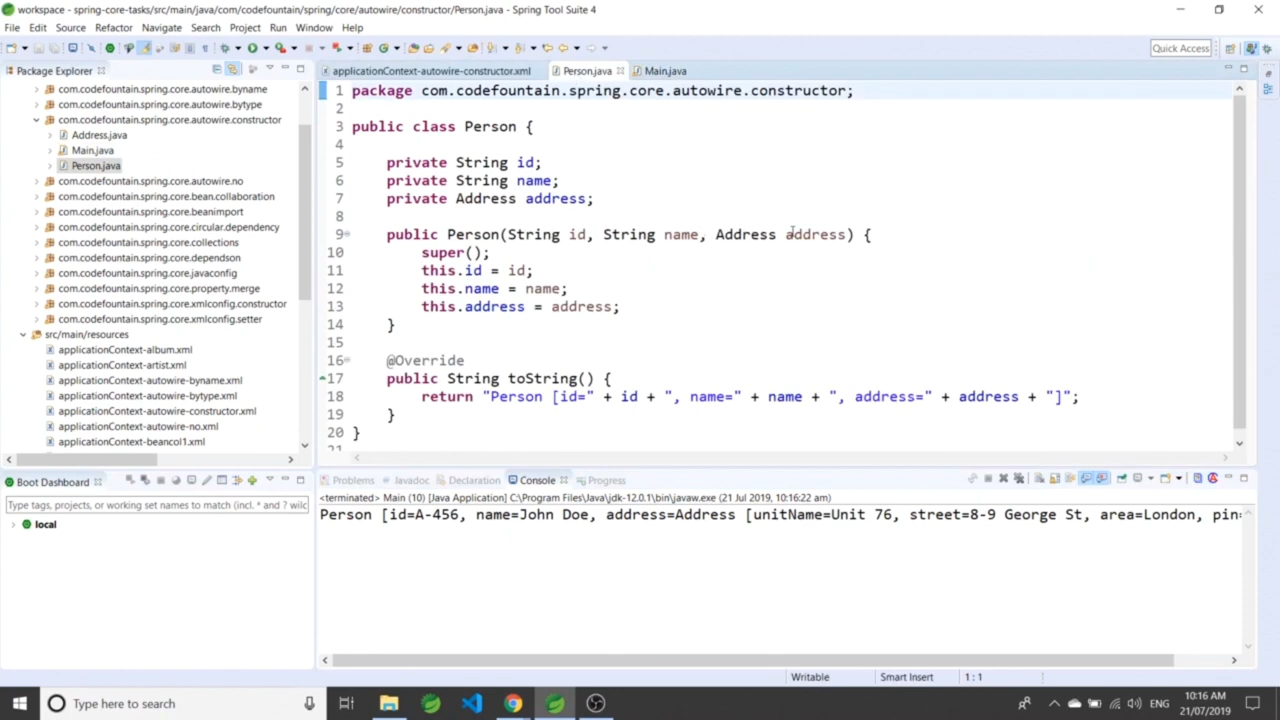 workspace - spring-core-tasks/src/main/java/com/codefountain/spring/core/autowire/constructor/Person.java - Spring Tool Suite 4
File Edit Source Refactor Navigate Search Project Run Window Help
Quick Access
Package Explorer
com.codefountain.spring.core.autowire.byname
com.codefountain.spring.core.autowire.bytype
com.codefountain.spring.core.autowire.constructor
Address.java
Main.java
Person.java
com.codefountain.spring.core.autowire.no
com.codefountain.spring.core.bean.collaboration
com.codefountain.spring.core.beanimport
com.codefountain.spring.core.circular.dependency
com.codefountain.spring.core.collections
com.codefountain.spring.core.dependson
com.codefountain.spring.core.javaconfig
com.codefountain.spring.core.property.merge
com.codefountain.spring.core.xmlconfig.constructor
com.codefountain.spring.core.xmlconfig.setter
src/main/resources
applicationContext-album.xml
applicationContext-artist.xml
applicationContext-autowire-byname.xml
applicationContext-autowire-bytype.xml
applicationContext-autowire-constructor.xml
applicationContext-autowire-no.xml
applicationContext-beancol1.xml
applicationContext-autowire-constructor.xml Person.java Main.java
1 package com.codefountain.spring.core.autowire.constructor;
2
3 public class Person {
4
5 private String id;
6 private String name;
7 private Address address;
8
9 public Person(String id, String name, Address address) {
10 super();
11 this.id = id;
12 this.name = name;
13 this.address = address;
14 }
15
16 @Override
17 public String toString() {
18 return "Person [id=" + id + ", name=" + name + ", address=" + address + "]";
19 }
20 }
21
Boot Dashboard
Type tags, projects, or working set names to match (incl. * and ? wilc
local
Problems Javadoc Declaration Console Progress
<terminated> Main (10) [Java Application] C:\Program Files\Java\jdk-12.0.1\bin\javaw.exe (21 Jul 2019, 10:16:22 am)
Person [id=A-456, name=John Doe, address=Address [unitName=Unit 76, street=8-9 George St, area=London, pin=
Writable Smart Insert 1 : 1
Type here to search
ENG
10:16 AM
21/07/2019